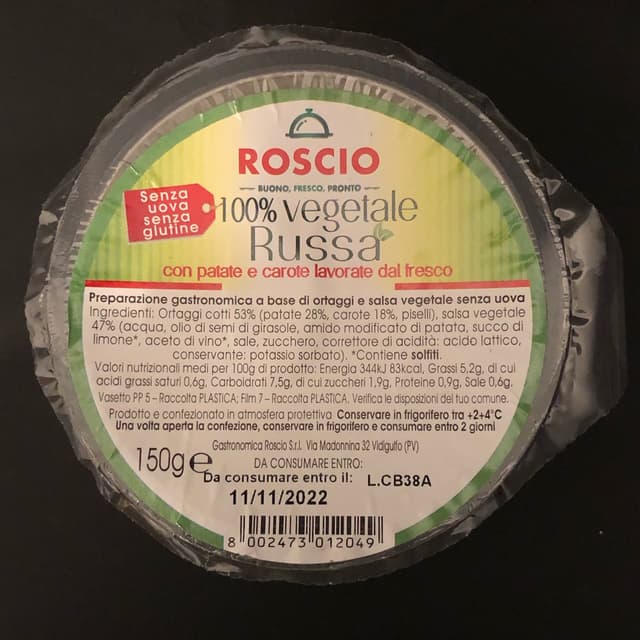 ROSCIO
BUONO, FRESCO, PRONTO
Senza
uova
senza
glutine
100% vegetale
Russa
con patate e carote lavorate dal fresco
Preparazione gastronomica a base di ortaggi e salsa vegetale senza uova
Ingredienti: Ortaggi cotti 53% (patate 28%, carote 18%, piselli), salsa vegetale
47% (acqua, olio di semi di girasole, amido modificato di patata, succo di
limone*, aceto di vino*, sale, zucchero, correttore di acidità: acido lattico,
conservante: potassio sorbato). *Contiene solfiti.
Valori nutrizionali medi per 100g di prodotto: Energia 344kJ 83kcal, Grassi 5,2g, di cui
acidi grassi saturi 0,6g, Carboidrati 7,5g, di cui zuccheri 1,9g, Proteine 0,9g, Sale 0,6g.
Vasetto PP 5 – Raccolta PLASTICA; Film 7 – Raccolta PLASTICA. Verifica le disposizioni del tuo comune.
Prodotto e confezionato in atmosfera protettiva Conservare in frigorifero tra +2+4°C
Una volta aperta la confezione, conservare in frigorifero e consumare entro 2 giorni
Gastronomica Roscio S.r.l. Via Madonnina 32 Vidigulfo (PV)
150g e
DA CONSUMARE ENTRO:
Da consumare entro il: L.CB38A
11/11/2022
8 002473 012049